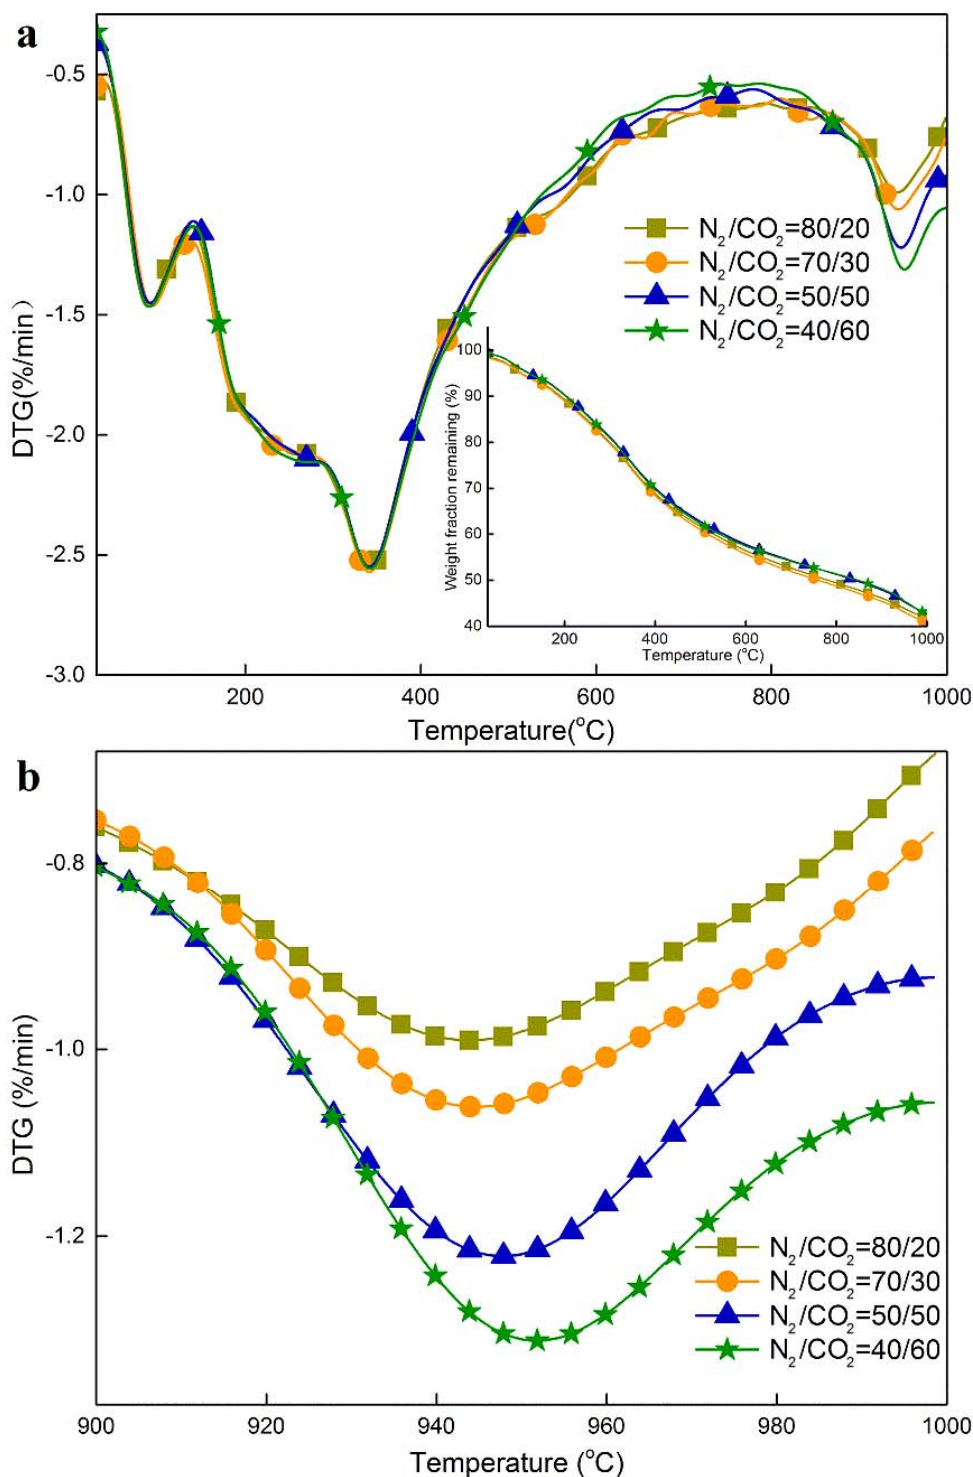 a
-0.5
-1.0
-1.5
-2.0
-2.5
-3.0
DTG(%/min)
N₂/CO₂=80/20
N₂/CO₂=70/30
N₂/CO₂=50/50
N₂/CO₂=40/60
100
90
80
70
60
50
40
Weight fraction remaining (%)
200 400 600 800 1000
Temperature (°C)
200 400 600 800 1000
Temperature(°C)
b
-0.8
-1.0
-1.2
DTG (%/min)
N₂/CO₂=80/20
N₂/CO₂=70/30
N₂/CO₂=50/50
N₂/CO₂=40/60
900 920 940 960 980 1000
Temperature (°C)